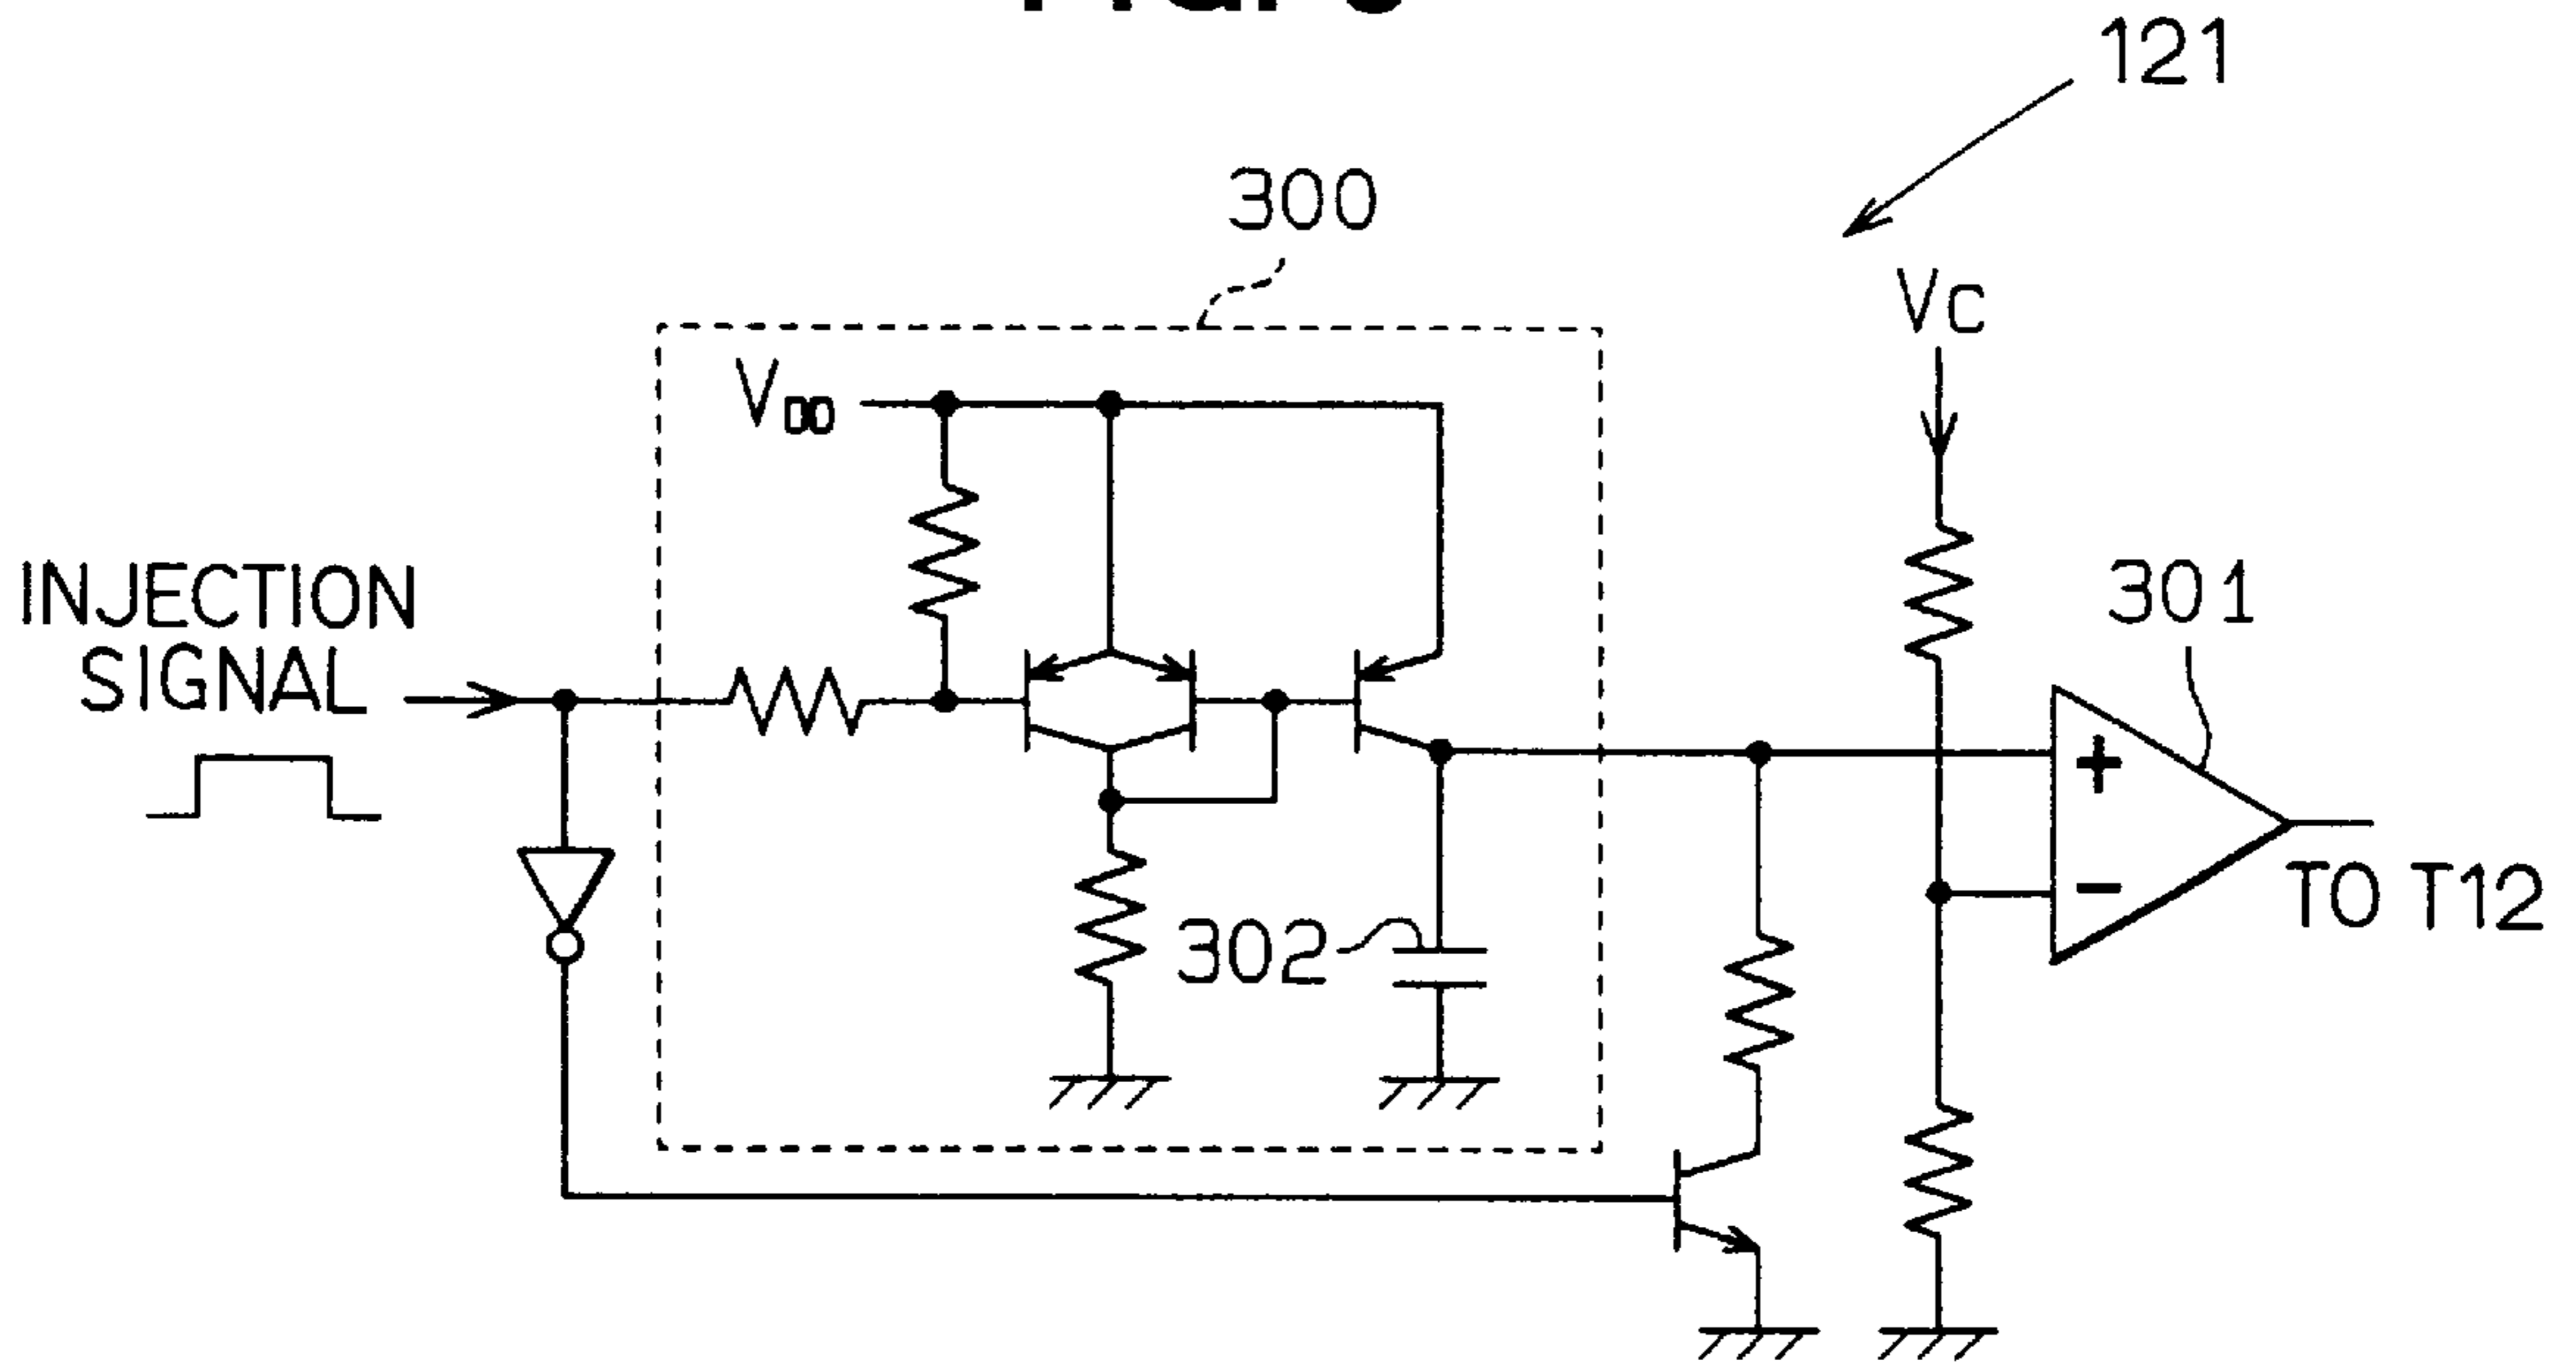 121
300
VC
VDD
INJECTION
SIGNAL
301
+
302
−
TO T12